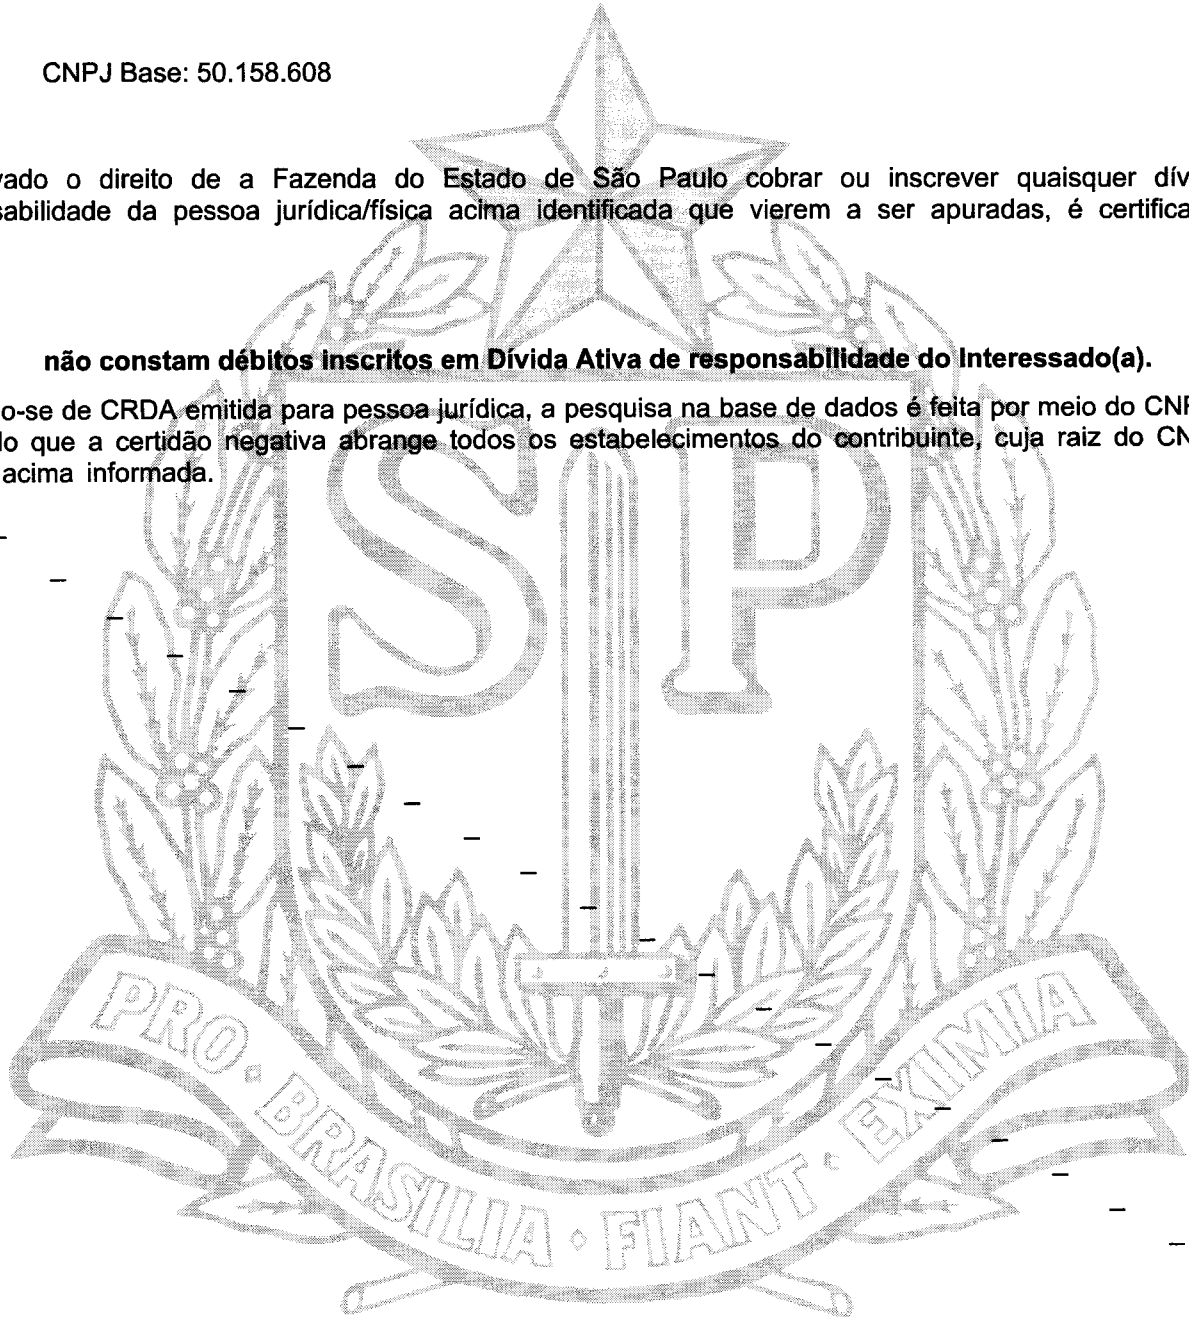 CNPJ Base: 50.158.608
vado o direito de a Fazenda do Estado de São Paulo cobrar ou inscrever quaisquer dív
sabilidade da pessoa jurídica/física acima identificada que vierem a ser apuradas, é certifica
não constam débitos inscritos em Dívida Ativa de responsabilidade do Interessado(a).
o-se de CRDA emitida para pessoa jurídica, a pesquisa na base de dados é feita por meio do CNP
do que a certidão negativa abrange todos os estabelecimentos do contribuinte, cuja raiz do CN
acima informada.
SP
PRO · BRASILIA · FIANT · EXIMIA